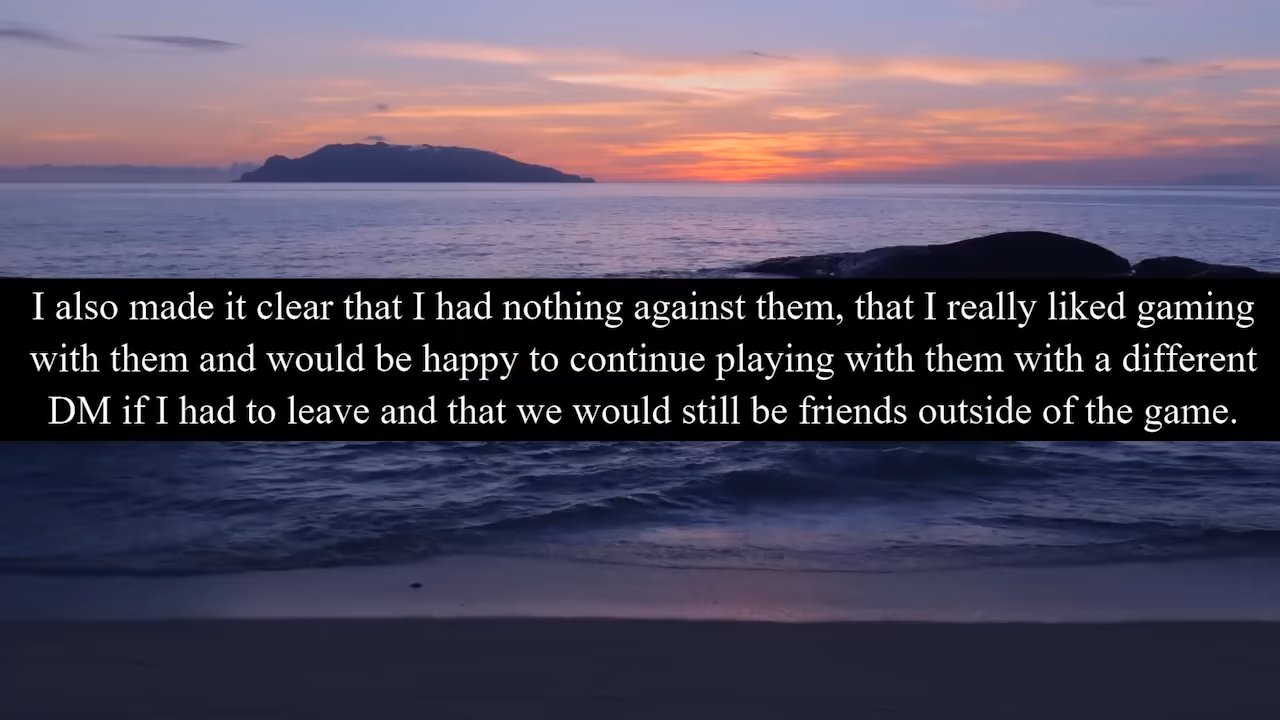 I also made it clear that I had nothing against them, that I really liked gaming
with them and would be happy to continue playing with them with a different
DM if I had to leave and that we would still be friends outside of the game.